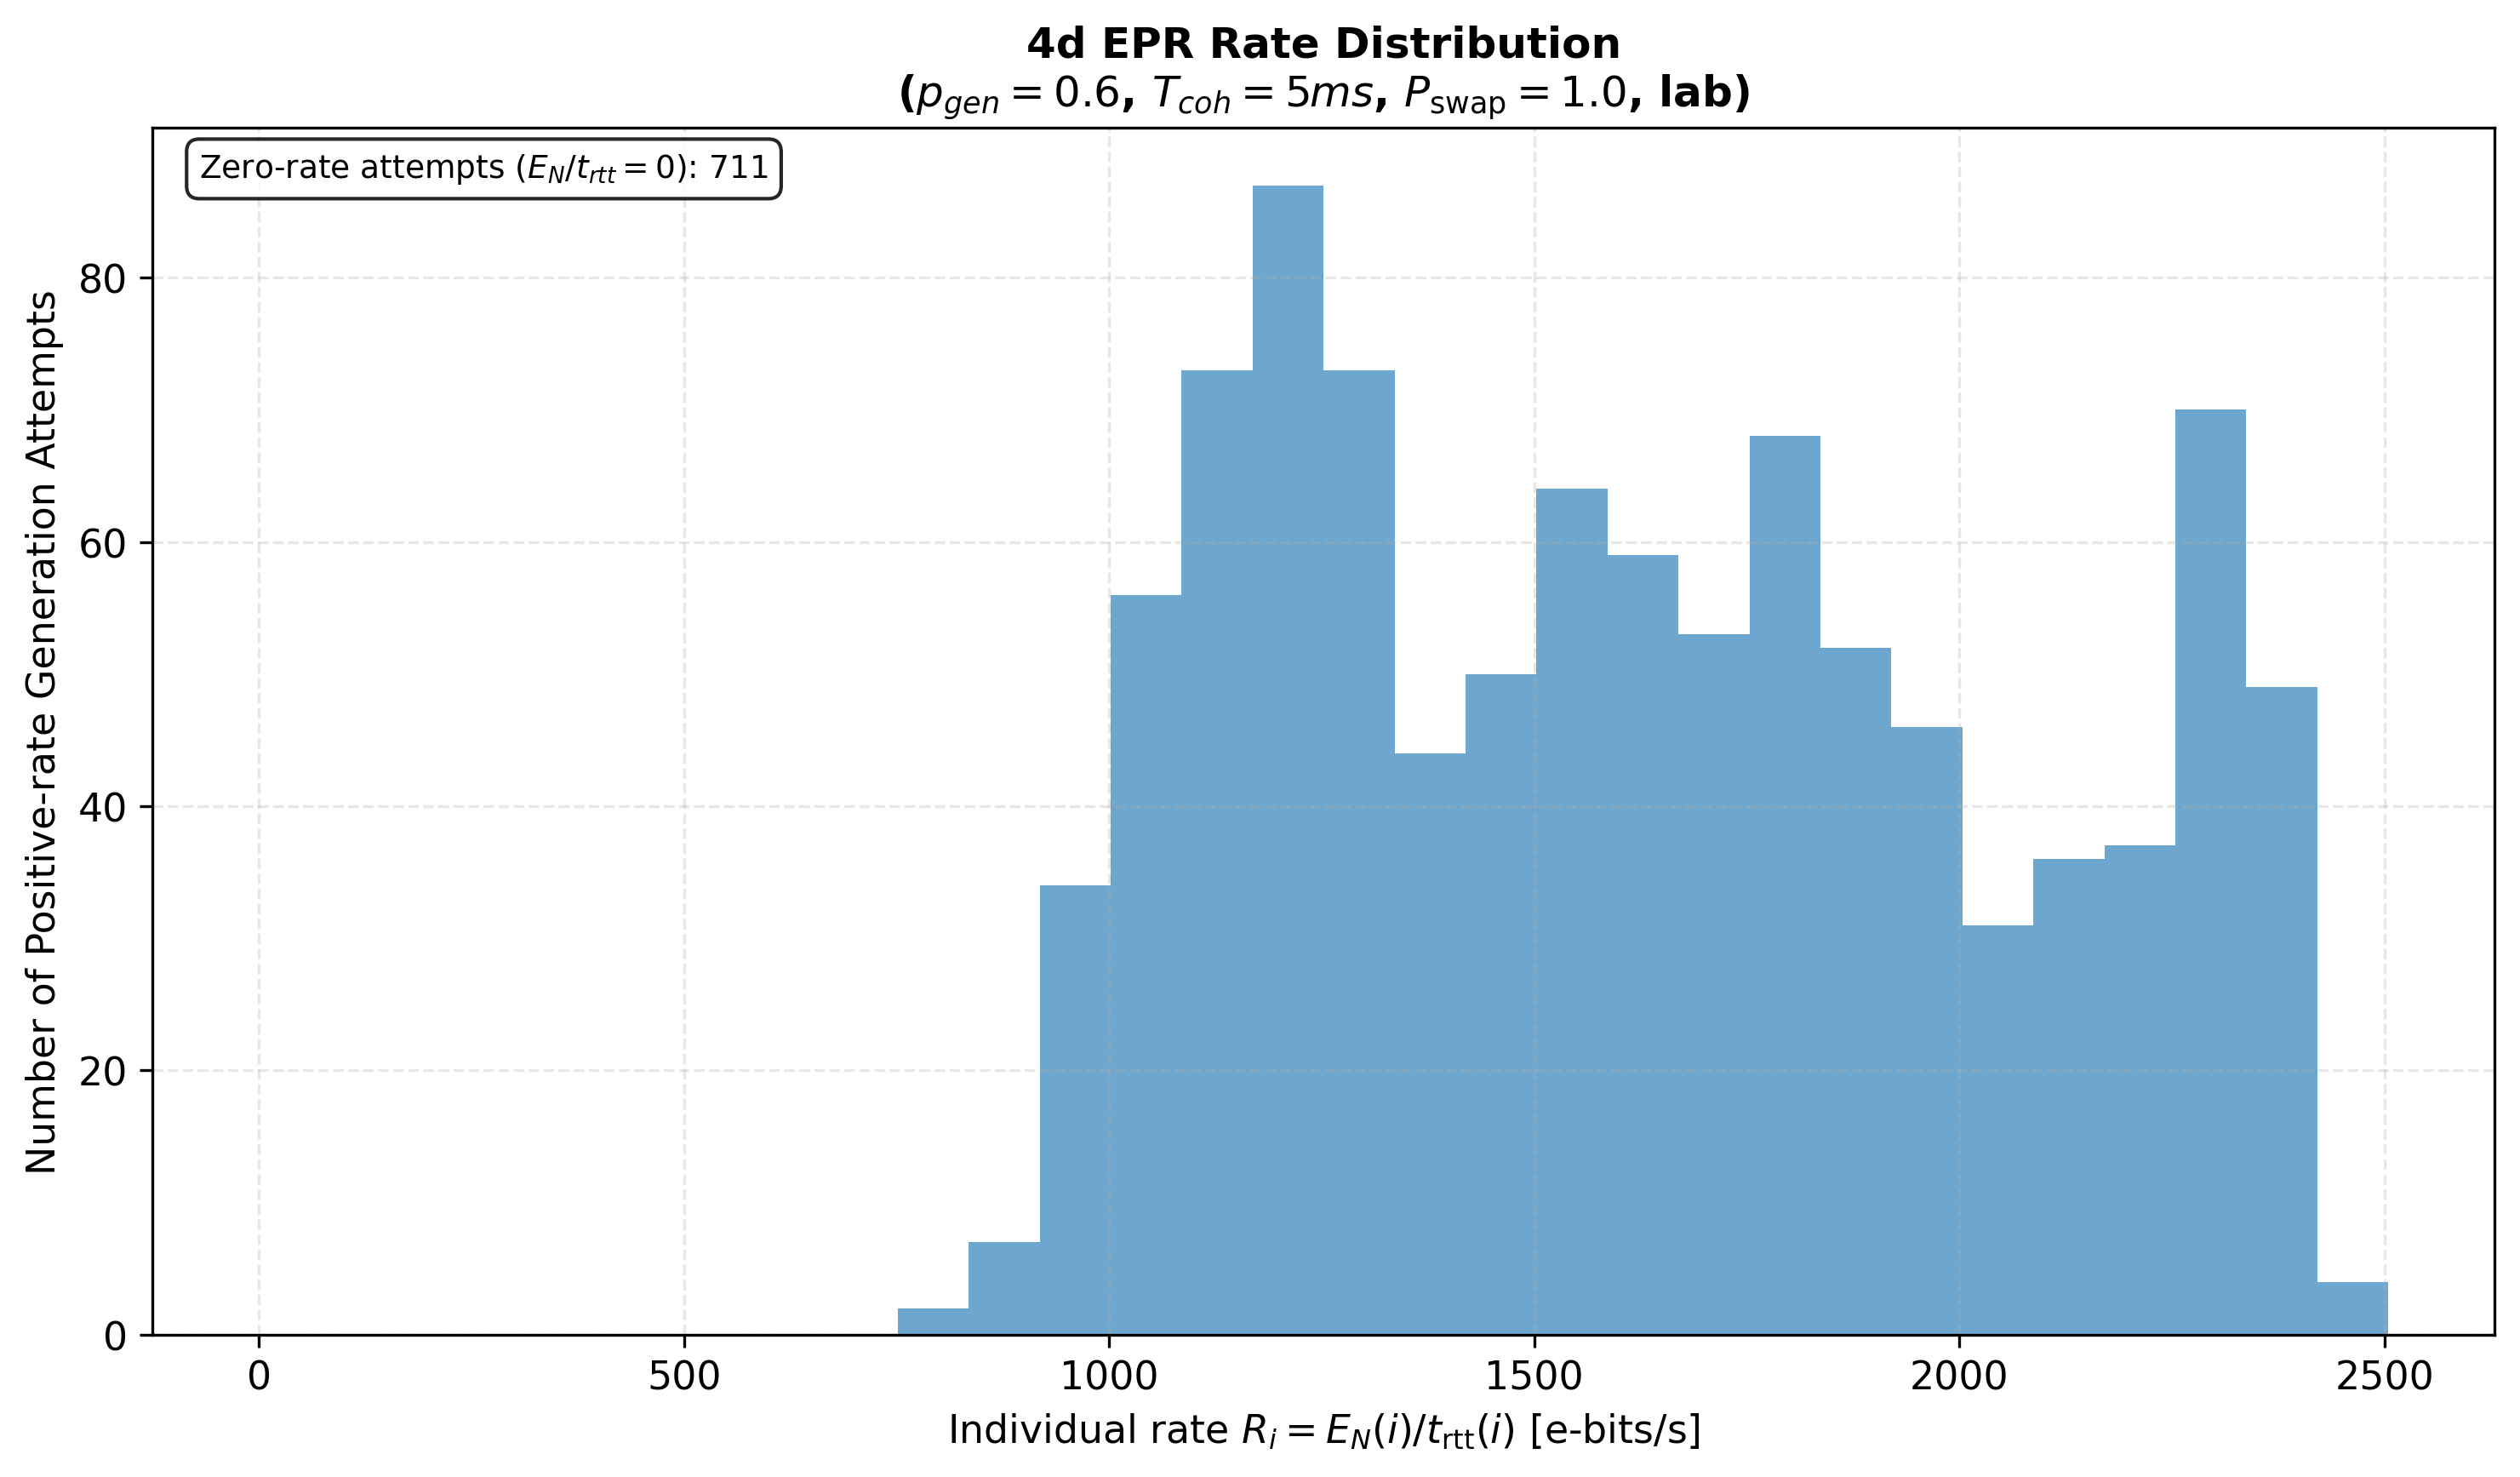 4d EPR Rate Distribution
(p_gen = 0.6, T_coh = 5ms, P_swap = 1.0, lab)
Zero-rate attempts (E_N/t_rtt = 0): 711
Number of Positive-rate Generation Attempts
80
60
40
20
0
0 500 1000 1500 2000 2500
Individual rate R_i = E_N(i)/t_rtt(i) [e-bits/s]